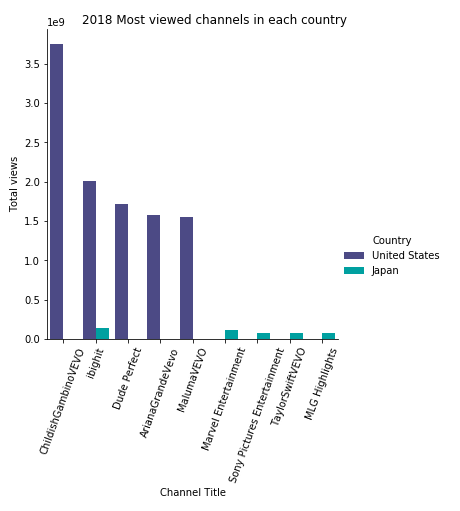 2018 Most viewed channels in each country
1e9
3.5
3.0
2.5
2.0
1.5
1.0
0.5
0.0
Total views
ChildishGambinoVEVO
ibighit
Dude Perfect
ArianaGrandeVevo
MalumaVEVO
Marvel Entertainment
Sony Pictures Entertainment
TaylorSwiftVEVO
MLG Highlights
Channel Title
Country
United States
Japan